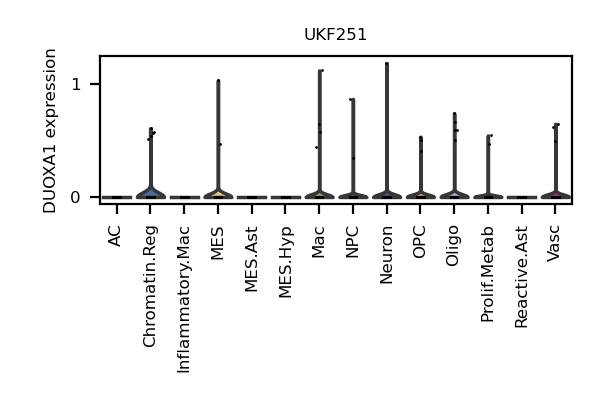 UKF251
DUOXA1 expression
1
0
AC
Chromatin.Reg
Inflammatory.Mac
MES
MES.Ast
MES.Hyp
Mac
NPC
Neuron
OPC
Oligo
Prolif.Metab
Reactive.Ast
Vasc